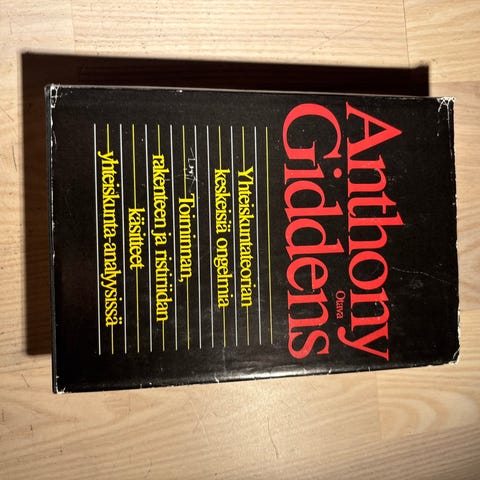 Anthony
Giddens
Otava
Yhteiskuntateorian
keskeisiä ongelmia
Toiminnan,
rakenteen ja ristiriidan
käsitteet
yhteiskunta-analyysissä